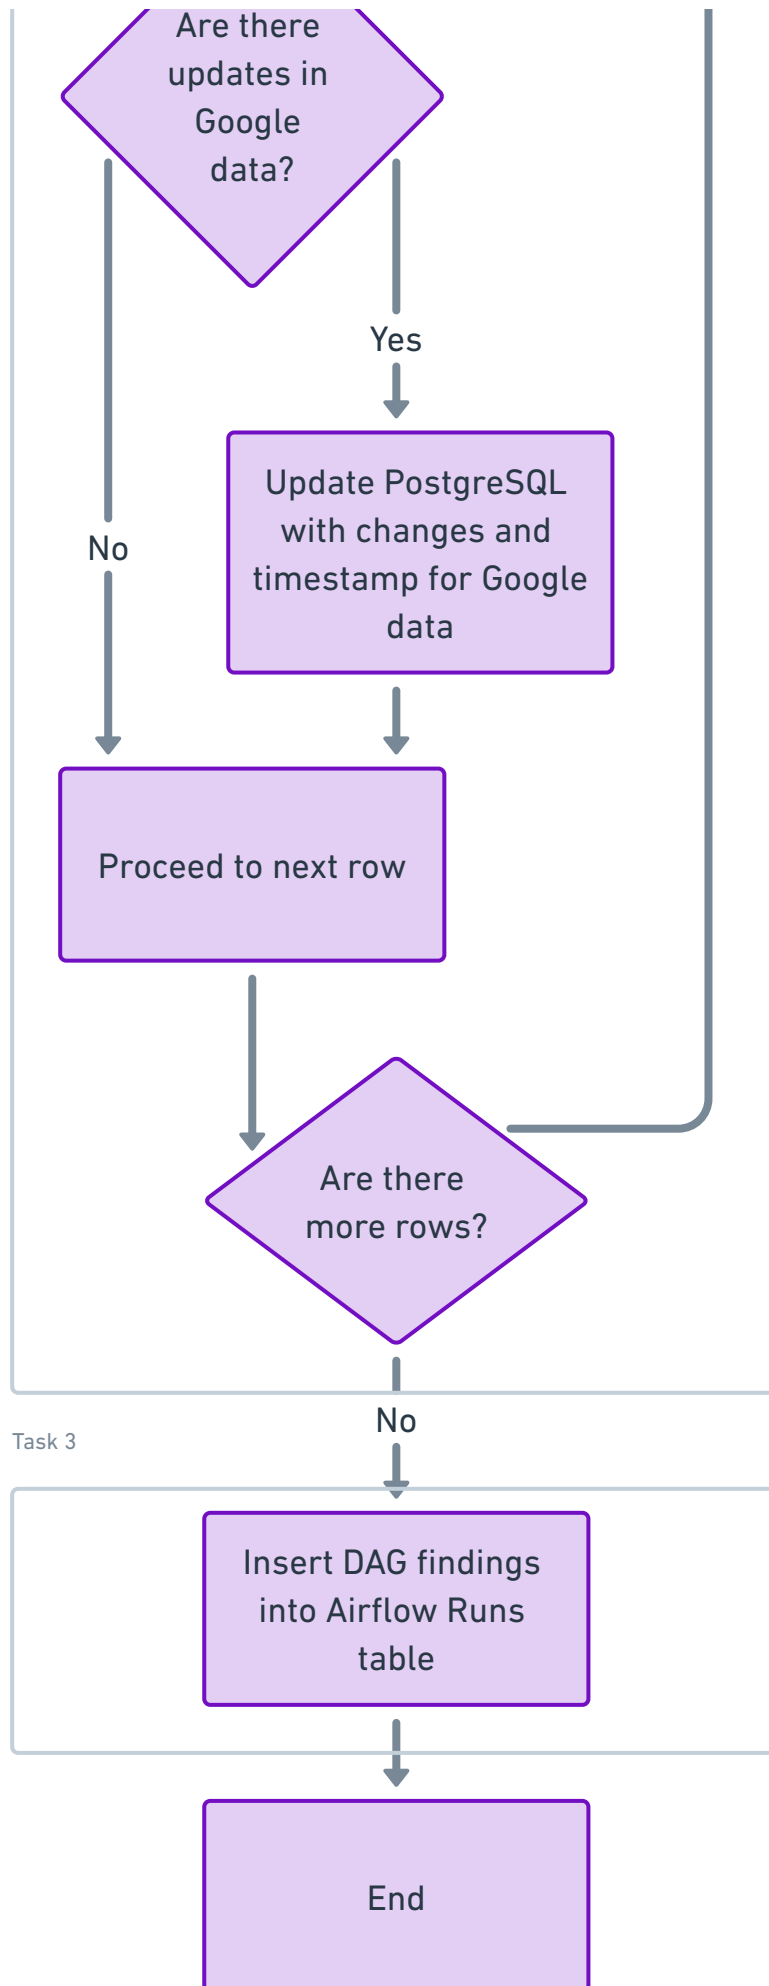 Are there
updates in
Google
data?
Yes
No
Update PostgreSQL
with changes and
timestamp for Google
data
Proceed to next row
Are there
more rows?
No
Task 3
Insert DAG findings
into Airflow Runs
table
End